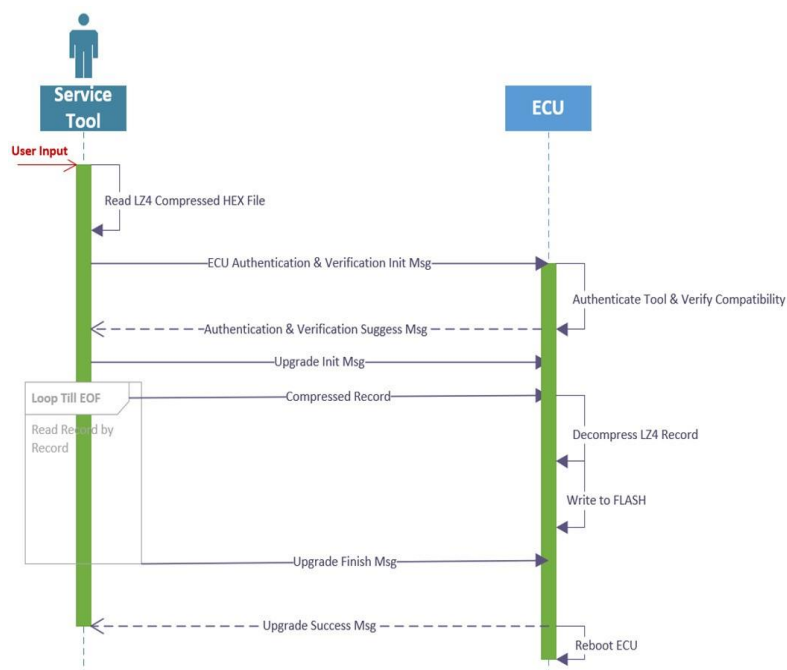 Service
Tool
ECU
User Input
Read LZ4 Compressed HEX File
ECU Authentication & Verification Init Msg
Authenticate Tool & Verify Compatibility
Authentication & Verification Suggess Msg
Upgrade Init Msg
Loop Till EOF
Compressed Record
Read Record by
Record
Decompress LZ4 Record
Write to FLASH
Upgrade Finish Msg
Upgrade Success Msg
Reboot ECU